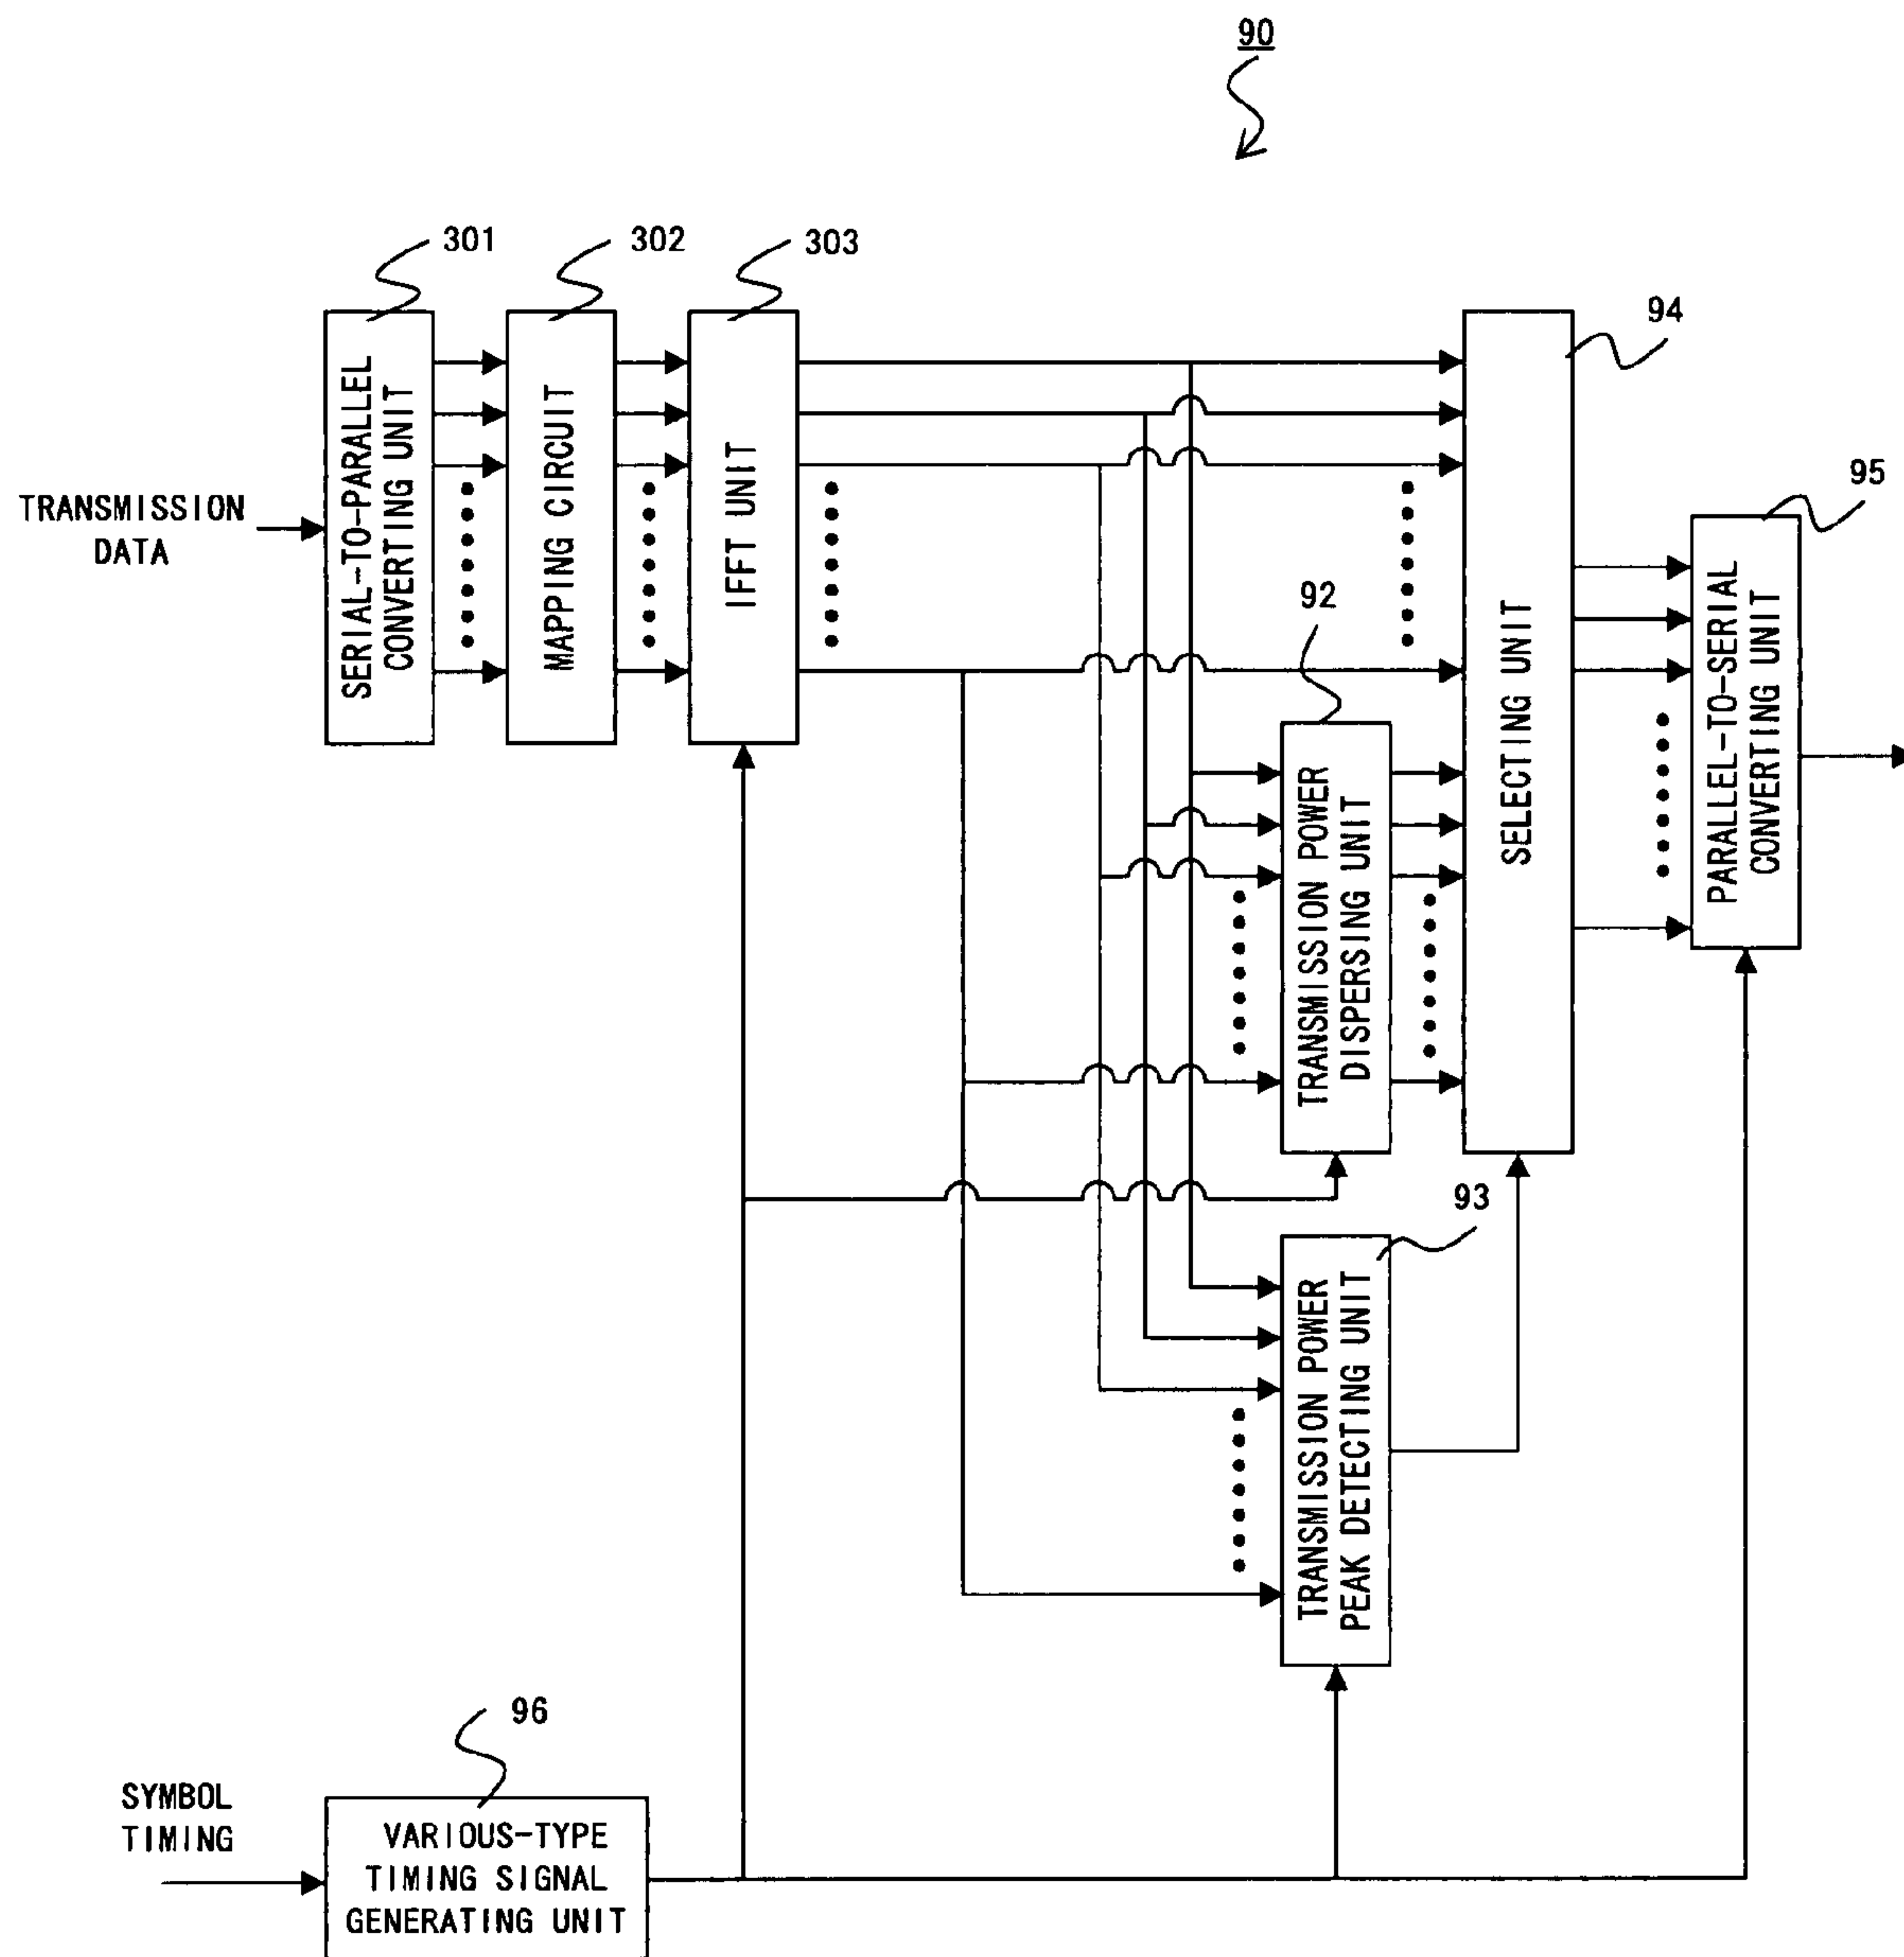 90
301
302
303
94
95
92
93
96
TRANSMISSION
DATA
SERIAL-TO-PARALLEL
CONVERTING UNIT
MAPPING CIRCUIT
IFFT UNIT
TRANSMISSION POWER
DISPERSING UNIT
TRANSMISSION POWER
PEAK DETECTING UNIT
SELECTING UNIT
PARALLEL-TO-SERIAL
CONVERTING UNIT
SYMBOL
TIMING
VARIOUS-TYPE
TIMING SIGNAL
GENERATING UNIT